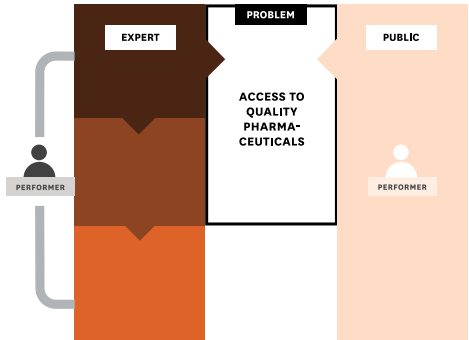 PROBLEM
EXPERT
PUBLIC
ACCESS TO
QUALITY
PHARMA-
CEUTICALS
PERFORMER
PERFORMER